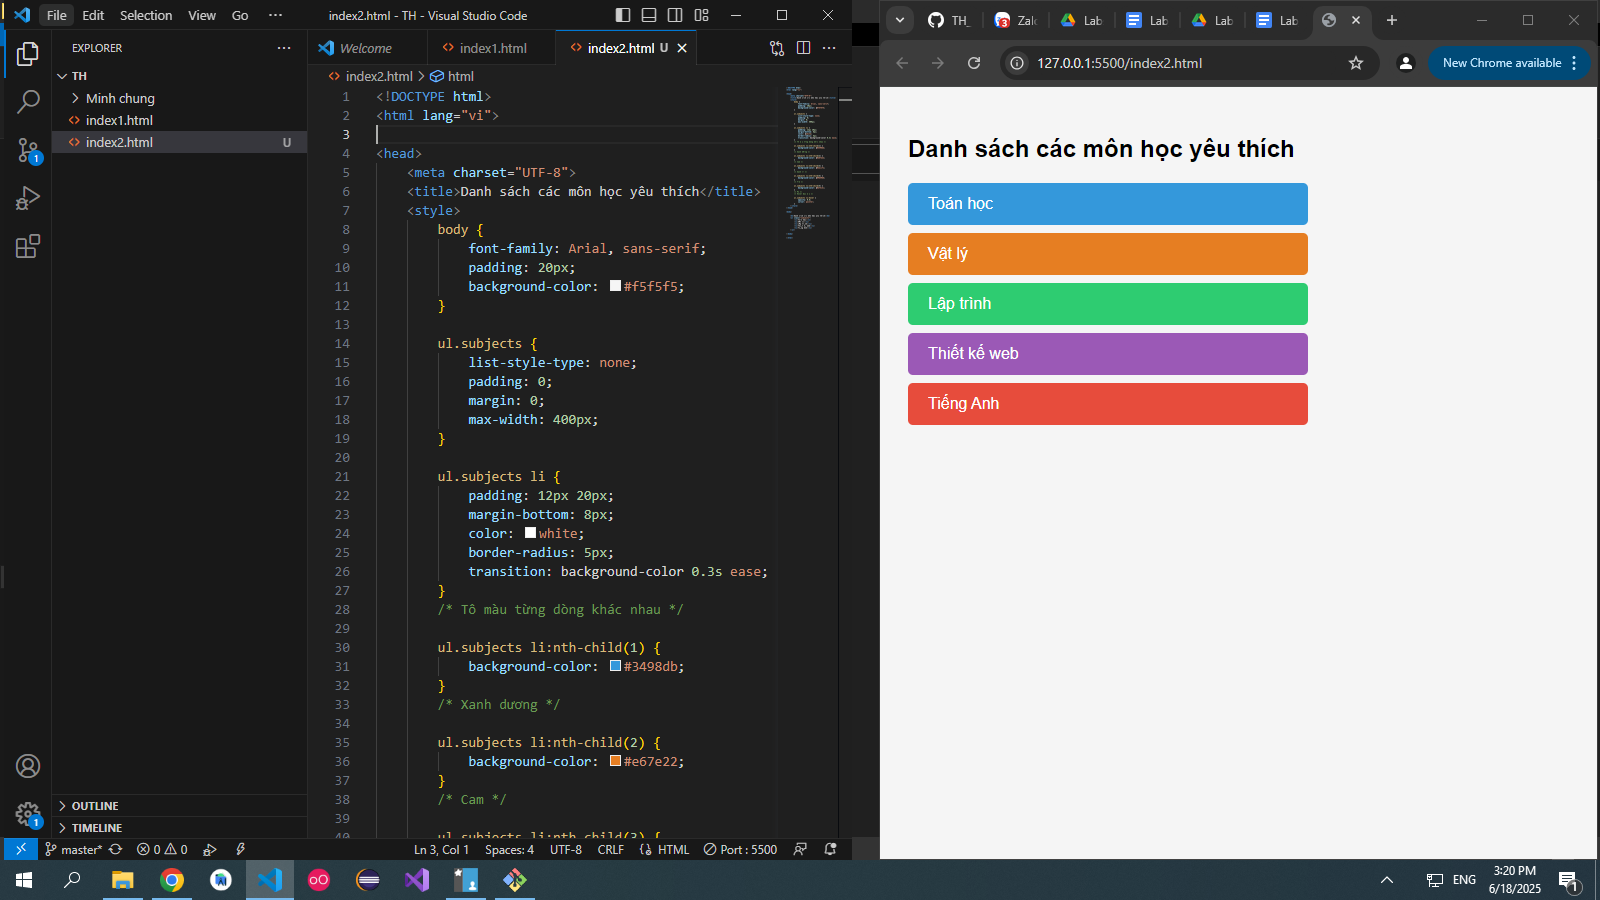 File Edit Selection View Go ··· index2.html - TH - Visual Studio Code
EXPLORER ···
TH
Minh chung
index1.html
index2.html U
OUTLINE
TIMELINE
Welcome index1.html index2.html U ···
index2.html > html
1 <!DOCTYPE html>
2 <html lang="vi">
3
4 <head>
5 <meta charset="UTF-8">
6 <title>Danh sách các môn học yêu thích</title>
7 <style>
8 body {
9 font-family: Arial, sans-serif;
10 padding: 20px;
11 background-color: #f5f5f5;
12 }
13
14 ul.subjects {
15 list-style-type: none;
16 padding: 0;
17 margin: 0;
18 max-width: 400px;
19 }
20
21 ul.subjects li {
22 padding: 12px 20px;
23 margin-bottom: 8px;
24 color: white;
25 border-radius: 5px;
26 transition: background-color 0.3s ease;
27 }
28 /* Tô màu từng dòng khác nhau */
29
30 ul.subjects li:nth-child(1) {
31 background-color: #3498db;
32 }
33 /* Xanh dương */
34
35 ul.subjects li:nth-child(2) {
36 background-color: #e67e22;
37 }
38 /* Cam */
39
40 ul.subjects li:nth-child(3) {
1
1
master* 0 0 Ln 3, Col 1 Spaces: 4 UTF-8 CRLF HTML Port : 5500
TH_ 3 Zalo Lab Lab Lab Lab
127.0.0.1:5500/index2.html New Chrome available
Danh sách các môn học yêu thích
Toán học
Vật lý
Lập trình
Thiết kế web
Tiếng Anh
ENG
3:20 PM
6/18/2025
1